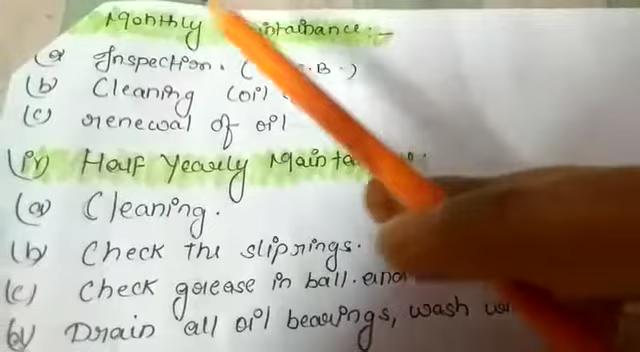 Monthly intainance:-
(a) Inspection. ( .B.)
(b) Cleaning (oil)
(c) renewal of oil
(iv) Half Yearly Mainta
(a) Cleaning.
(b) Check the sliprings.
(c) Check grease in ball. and
(d) Drain all oil bearings, wash